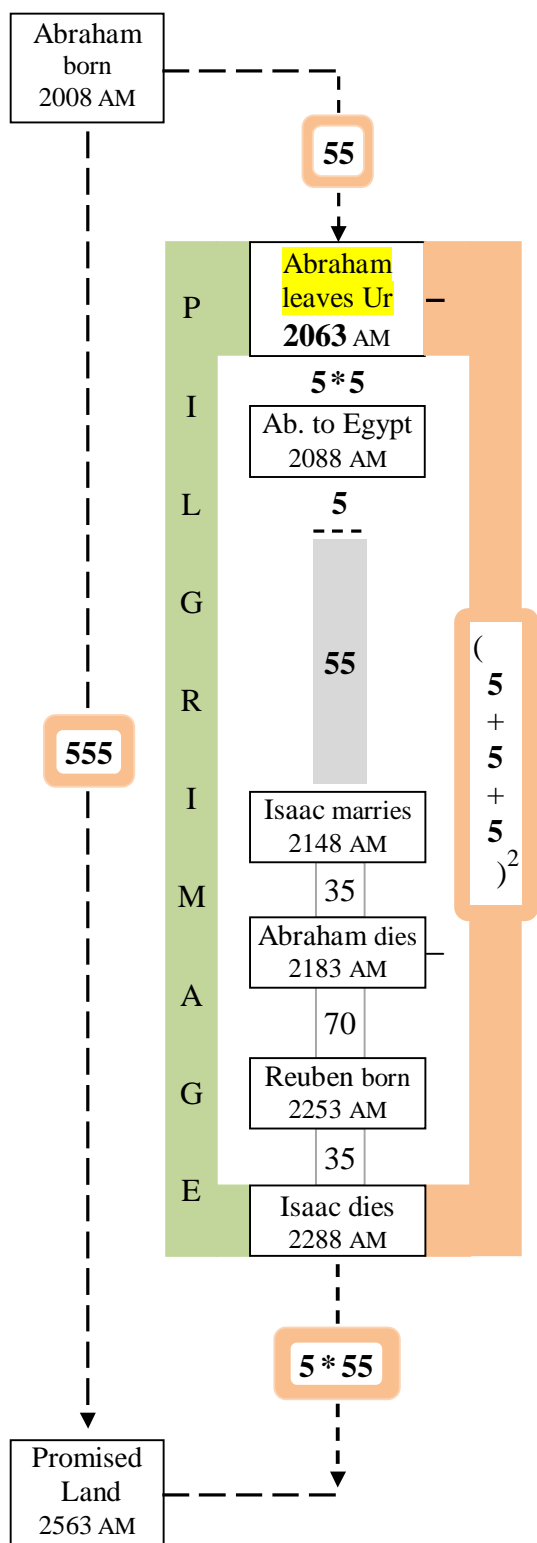 Abraham
born
2008 AM
55
Abraham
leaves Ur
2063 AM
–
5*5
Ab. to Egypt
2088 AM
5
55
Isaac marries
2148 AM
35
Abraham dies
2183 AM
–
70
Reuben born
2253 AM
35
Isaac dies
2288 AM
P
I
L
G
R
I
M
A
G
E
(
5
+
5
+
5
)2
555
5 * 55
Promised
Land
2563 AM